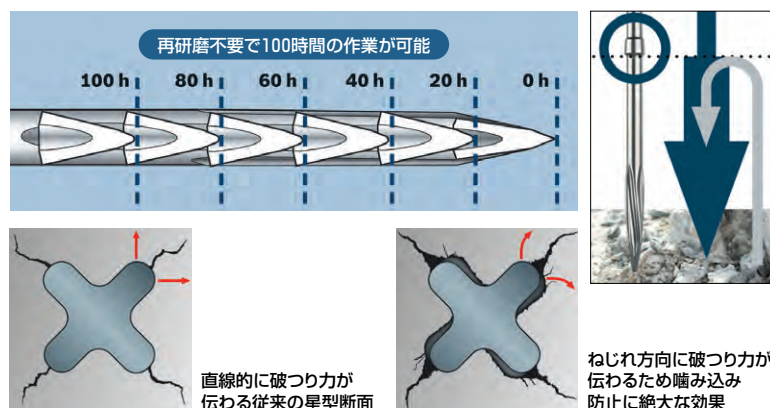 再研磨不要で100時間の作業が可能
100 h 80 h 60 h 40 h 20 h 0 h
直線的に破つり力が
伝わる従来の星型断面
ねじれ方向に破つり力が
伝わるため噛み込み
防止に絶大な効果